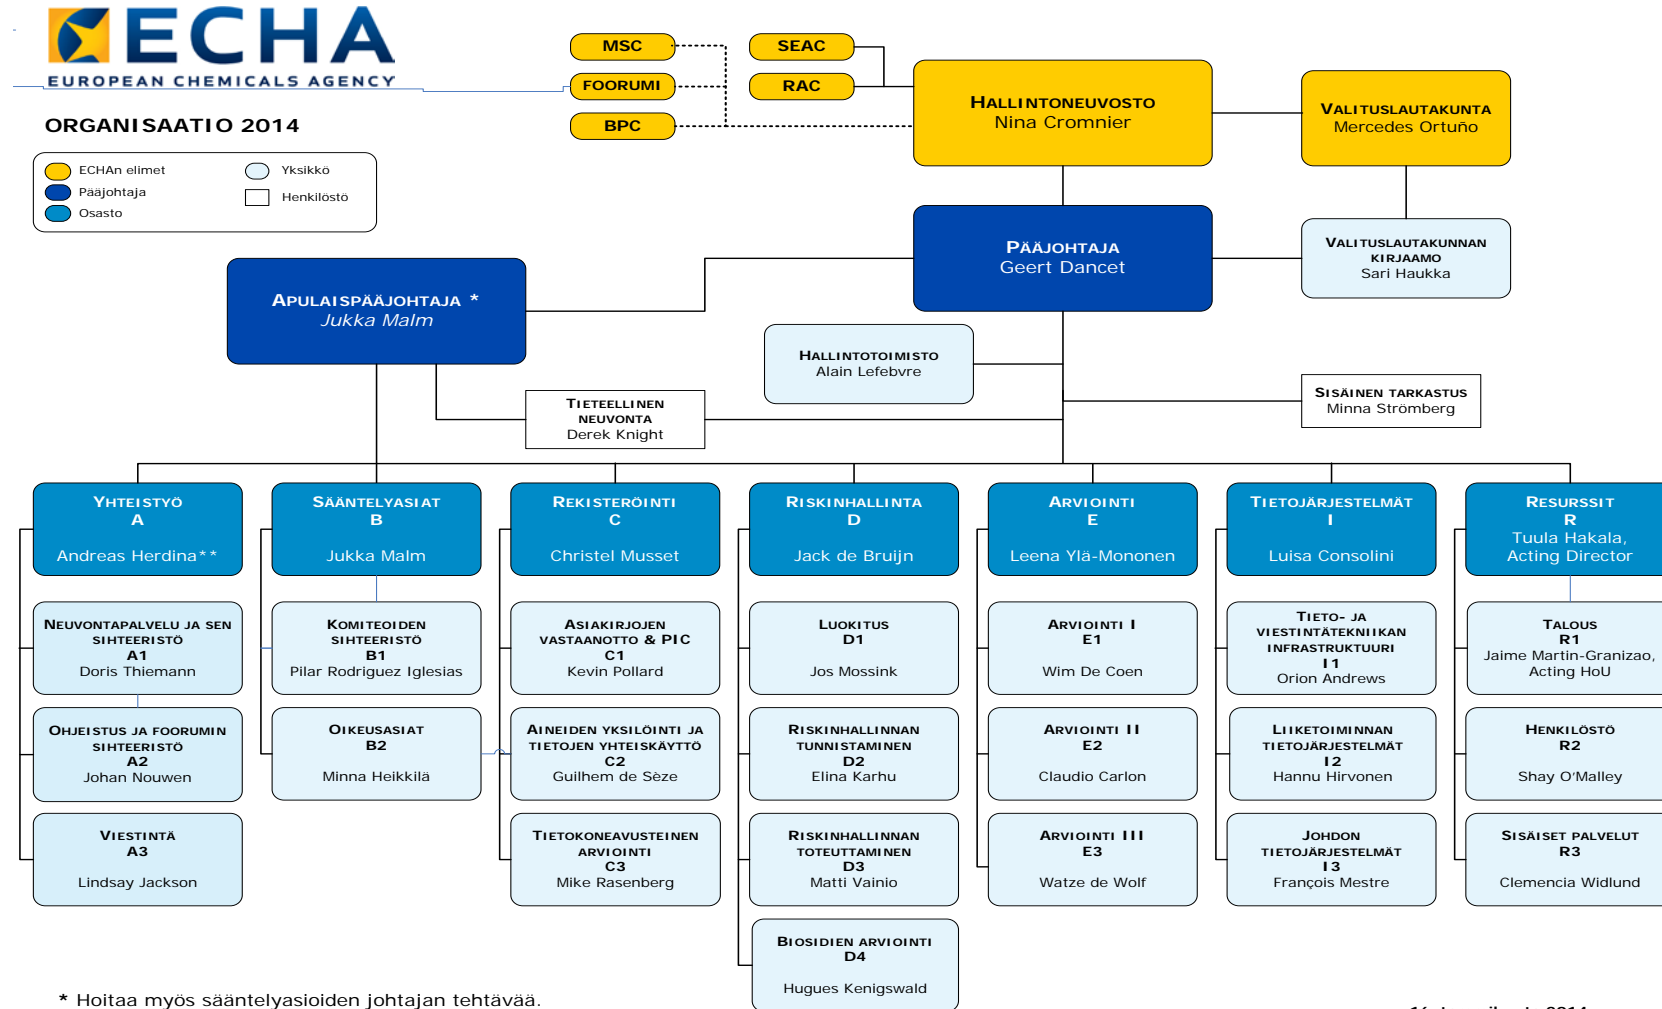 ECHA
EUROPEAN CHEMICALS AGENCY
ORGANISAATIO 2014
ECHAn elimet
Pääjohtaja
Osasto
Yksikkö
Henkilöstö
MSC
FOORUMI
BPC
SEAC
RAC
HALLINTONEUVOSTO
Nina Cromnier
VALITUSLAUTAKUNTA
Mercedes Ortuño
PÄÄJOHTAJA
Geert Dancet
VALITUSLAUTAKUNNAN
KIRJAAMO
Sari Haukka
APULAISPÄÄJOHTAJA *
Jukka Malm
HALLINTOTOIMISTO
Alain Lefebvre
TIETEELLINEN
NEUVONTA
Derek Knight
SISÄINEN TARKASTUS
Minna Strömberg
YHTEISTYÖ
A
Andreas Herdina**
SÄÄNTELYASIAT
B
Jukka Malm
REKISTERÖINTI
C
Christel Musset
RISKINHALLINTA
D
Jack de Bruijn
ARVIOINTI
E
Leena Ylä-Mononen
TIETOJÄRJESTELMÄT
I
Luisa Consolini
RESURSSIT
R
Tuula Hakala,
Acting Director
NEUVONTAPALVELU JA SEN
SIHTEERISTÖ
A1
Doris Thiemann
KOMITEOIDEN
SIHTEERISTÖ
B1
Pilar Rodriguez Iglesias
ASIAKIRJOJEN
VASTAANOTTO & PIC
C1
Kevin Pollard
LUOKITUS
D1
Jos Mossink
ARVIOINTI I
E1
Wim De Coen
TIETO- JA
VIESTINTÄTEKNIIKAN
INFRASTRUKTUURI
I1
Orion Andrews
TALOUS
R1
Jaime Martin-Granizao,
Acting HoU
OHJEISTUS JA FOORUMIN
SIHTEERISTÖ
A2
Johan Nouwen
OIKEUSASIAT
B2
Minna Heikkilä
AINEIDEN YKSILÖINTI JA
TIETOJEN YHTEISKÄYTTÖ
C2
Guilhem de Sèze
RISKINHALLINNAN
TUNNISTAMINEN
D2
Elina Karhu
ARVIOINTI II
E2
Claudio Carlon
LIIKETOIMINNAN
TIETOJÄRJESTELMÄT
I2
Hannu Hirvonen
HENKILÖSTÖ
R2
Shay O'Malley
VIESTINTÄ
A3
Lindsay Jackson
TIETOKONEAVUSTEINEN
ARVIOINTI
C3
Mike Rasenberg
RISKINHALLINNAN
TOTEUTTAMINEN
D3
Matti Vainio
ARVIOINTI III
E3
Watze de Wolf
JOHDON
TIETOJÄRJESTELMÄT
I3
François Mestre
SISÄISET PALVELUT
R3
Clemencia Widlund
BIOSIDIEN ARVIOINTI
D4
Hugues Kenigswald
* Hoitaa myös sääntelyasioiden johtajan tehtävää.